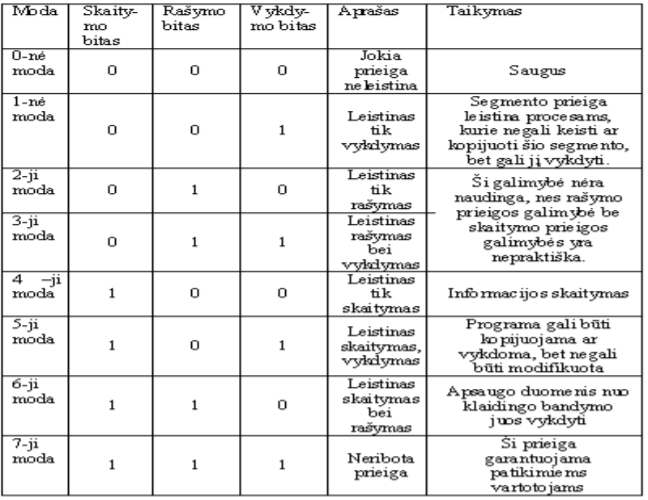 Moda Skaity-mo bitas Rašymo bitas Vykdy-mo bitas Aprašas Taikymas
0-nė moda 0 0 0 Jokia prieiga neleistina Saugus
1-nė moda 0 0 1 Leistinas tik vykdymas Segmento prieiga leistina procesams, kurie negali keisti ar kopijuoti šio segmento, bet gali jį vykdyti.
2-ji moda 0 1 0 Leistinas tik rašymas Ši galimybė nėra naudinga, nes rašymo prieigos galimybė be skaitymo prieigos galimybės yra nepraktiška.
3-ji moda 0 1 1 Leistinas rašymas bei vykdymas
4 –ji moda 1 0 0 Leistinas tik skaitymas Informacijos skaitymas
5-ji moda 1 0 1 Leistinas skaitymas, vykdymas Programa gali būti kopijuojama ar vykdoma, bet negali būti modifikuota
6-ji moda 1 1 0 Leistinas skaitymas bei rašymas Apsaugo duomenis nuo klaidingo bandymo juos vykdyti
7-ji moda 1 1 1 Neribota prieiga Ši prieiga garantuojama patikimiems vartotojams